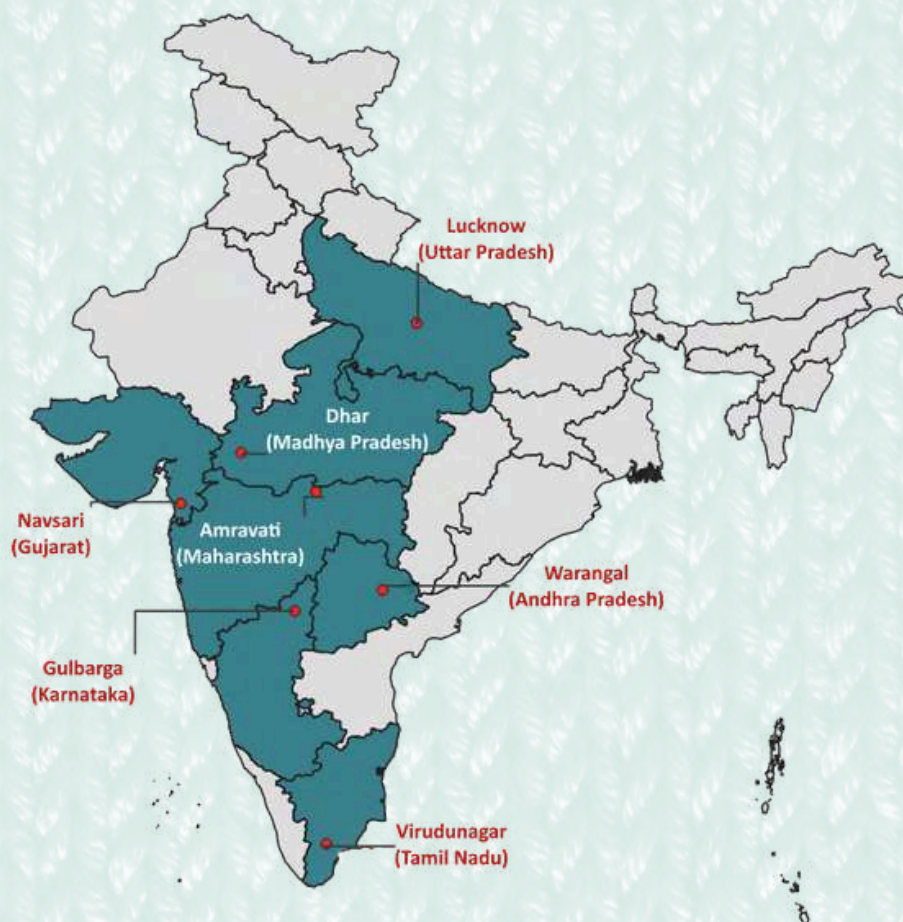 Lucknow
(Uttar Pradesh)
Dhar
(Madhya Pradesh)
Navsari
(Gujarat)
Amravati
(Maharashtra)
Warangal
(Andhra Pradesh)
Gulbarga
(Karnataka)
Virudunagar
(Tamil Nadu)